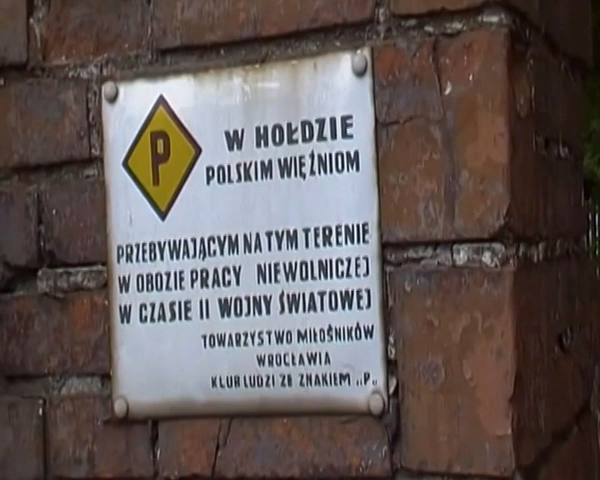 P
W HOŁDZIE
POLSKIM WIĘŹNIOM
PRZEBYWAJĄCYM NA TYM TERENIE
W OBOZIE PRACY NIEWOLNICZEJ
W CZASIE II WOJNY ŚWIATOWEJ
TOWARZYSTWO MIŁOŚNIKÓW
WROCŁAWIA
KLUB LUDZI ZE ZNAKIEM „P„